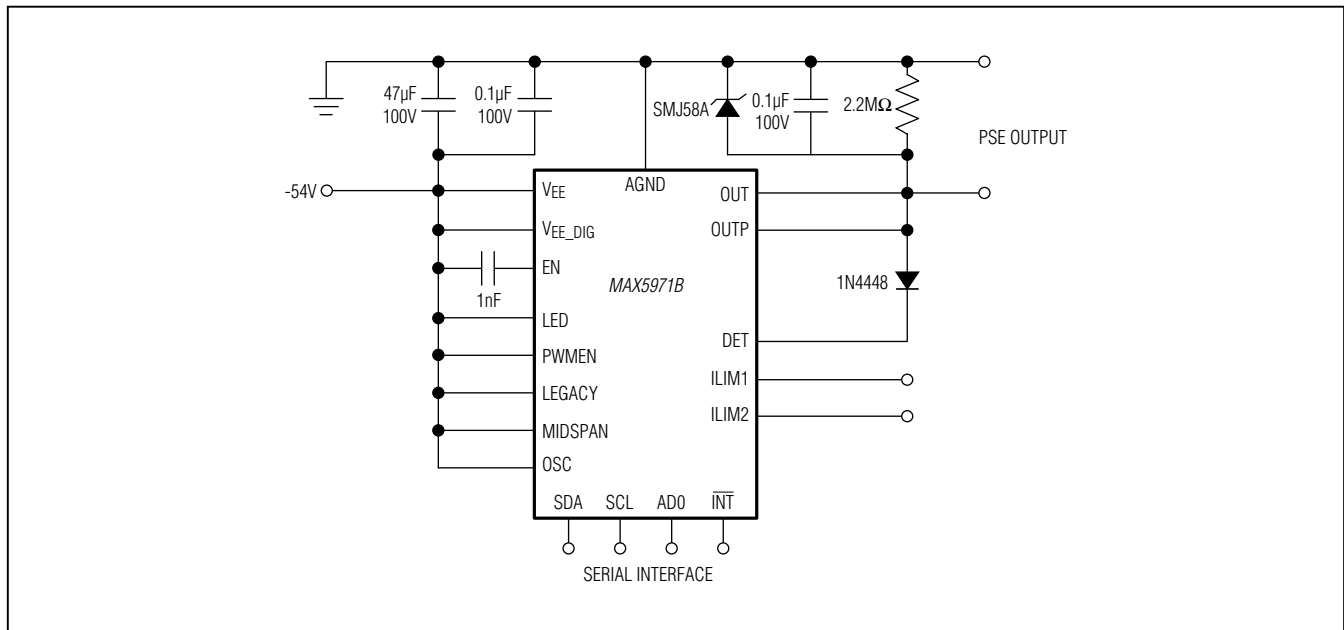 47µF
100V
0.1µF
100V
SMJ58A
0.1µF
100V
2.2MΩ
PSE OUTPUT
-54V
VEE
AGND
OUT
VEE_DIG
OUTP
EN
1nF
MAX5971B
1N4448
LED
DET
PWMEN
ILIM1
LEGACY
ILIM2
MIDSPAN
OSC
SDA SCL AD0 INT
SERIAL INTERFACE